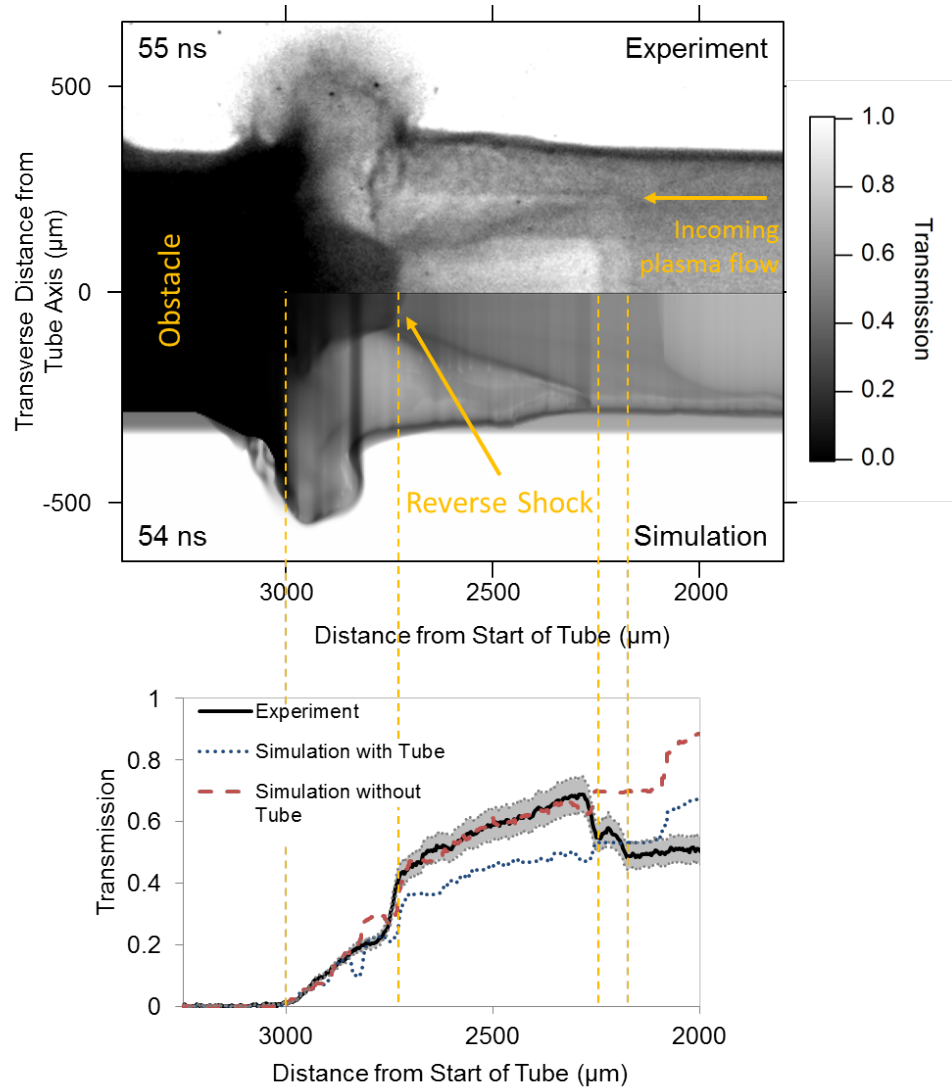 55 ns
Experiment
500
0
-500
Transverse Distance from
Tube Axis (µm)
Obstacle
Incoming
plasma flow
Reverse Shock
54 ns
Simulation
1.0
0.8
0.6
0.4
0.2
0.0
Transmission
3000
2500
2000
Distance from Start of Tube (µm)
1
0.8
0.6
0.4
0.2
0
Transmission
Experiment
Simulation with Tube
Simulation without
Tube
3000
2500
2000
Distance from Start of Tube (µm)